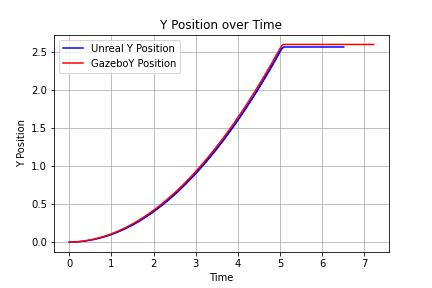 Y Position over Time
Unreal Y Position
GazeboY Position
Y Position
2.5
2.0
1.5
1.0
0.5
0.0
0 1 2 3 4 5 6 7
Time